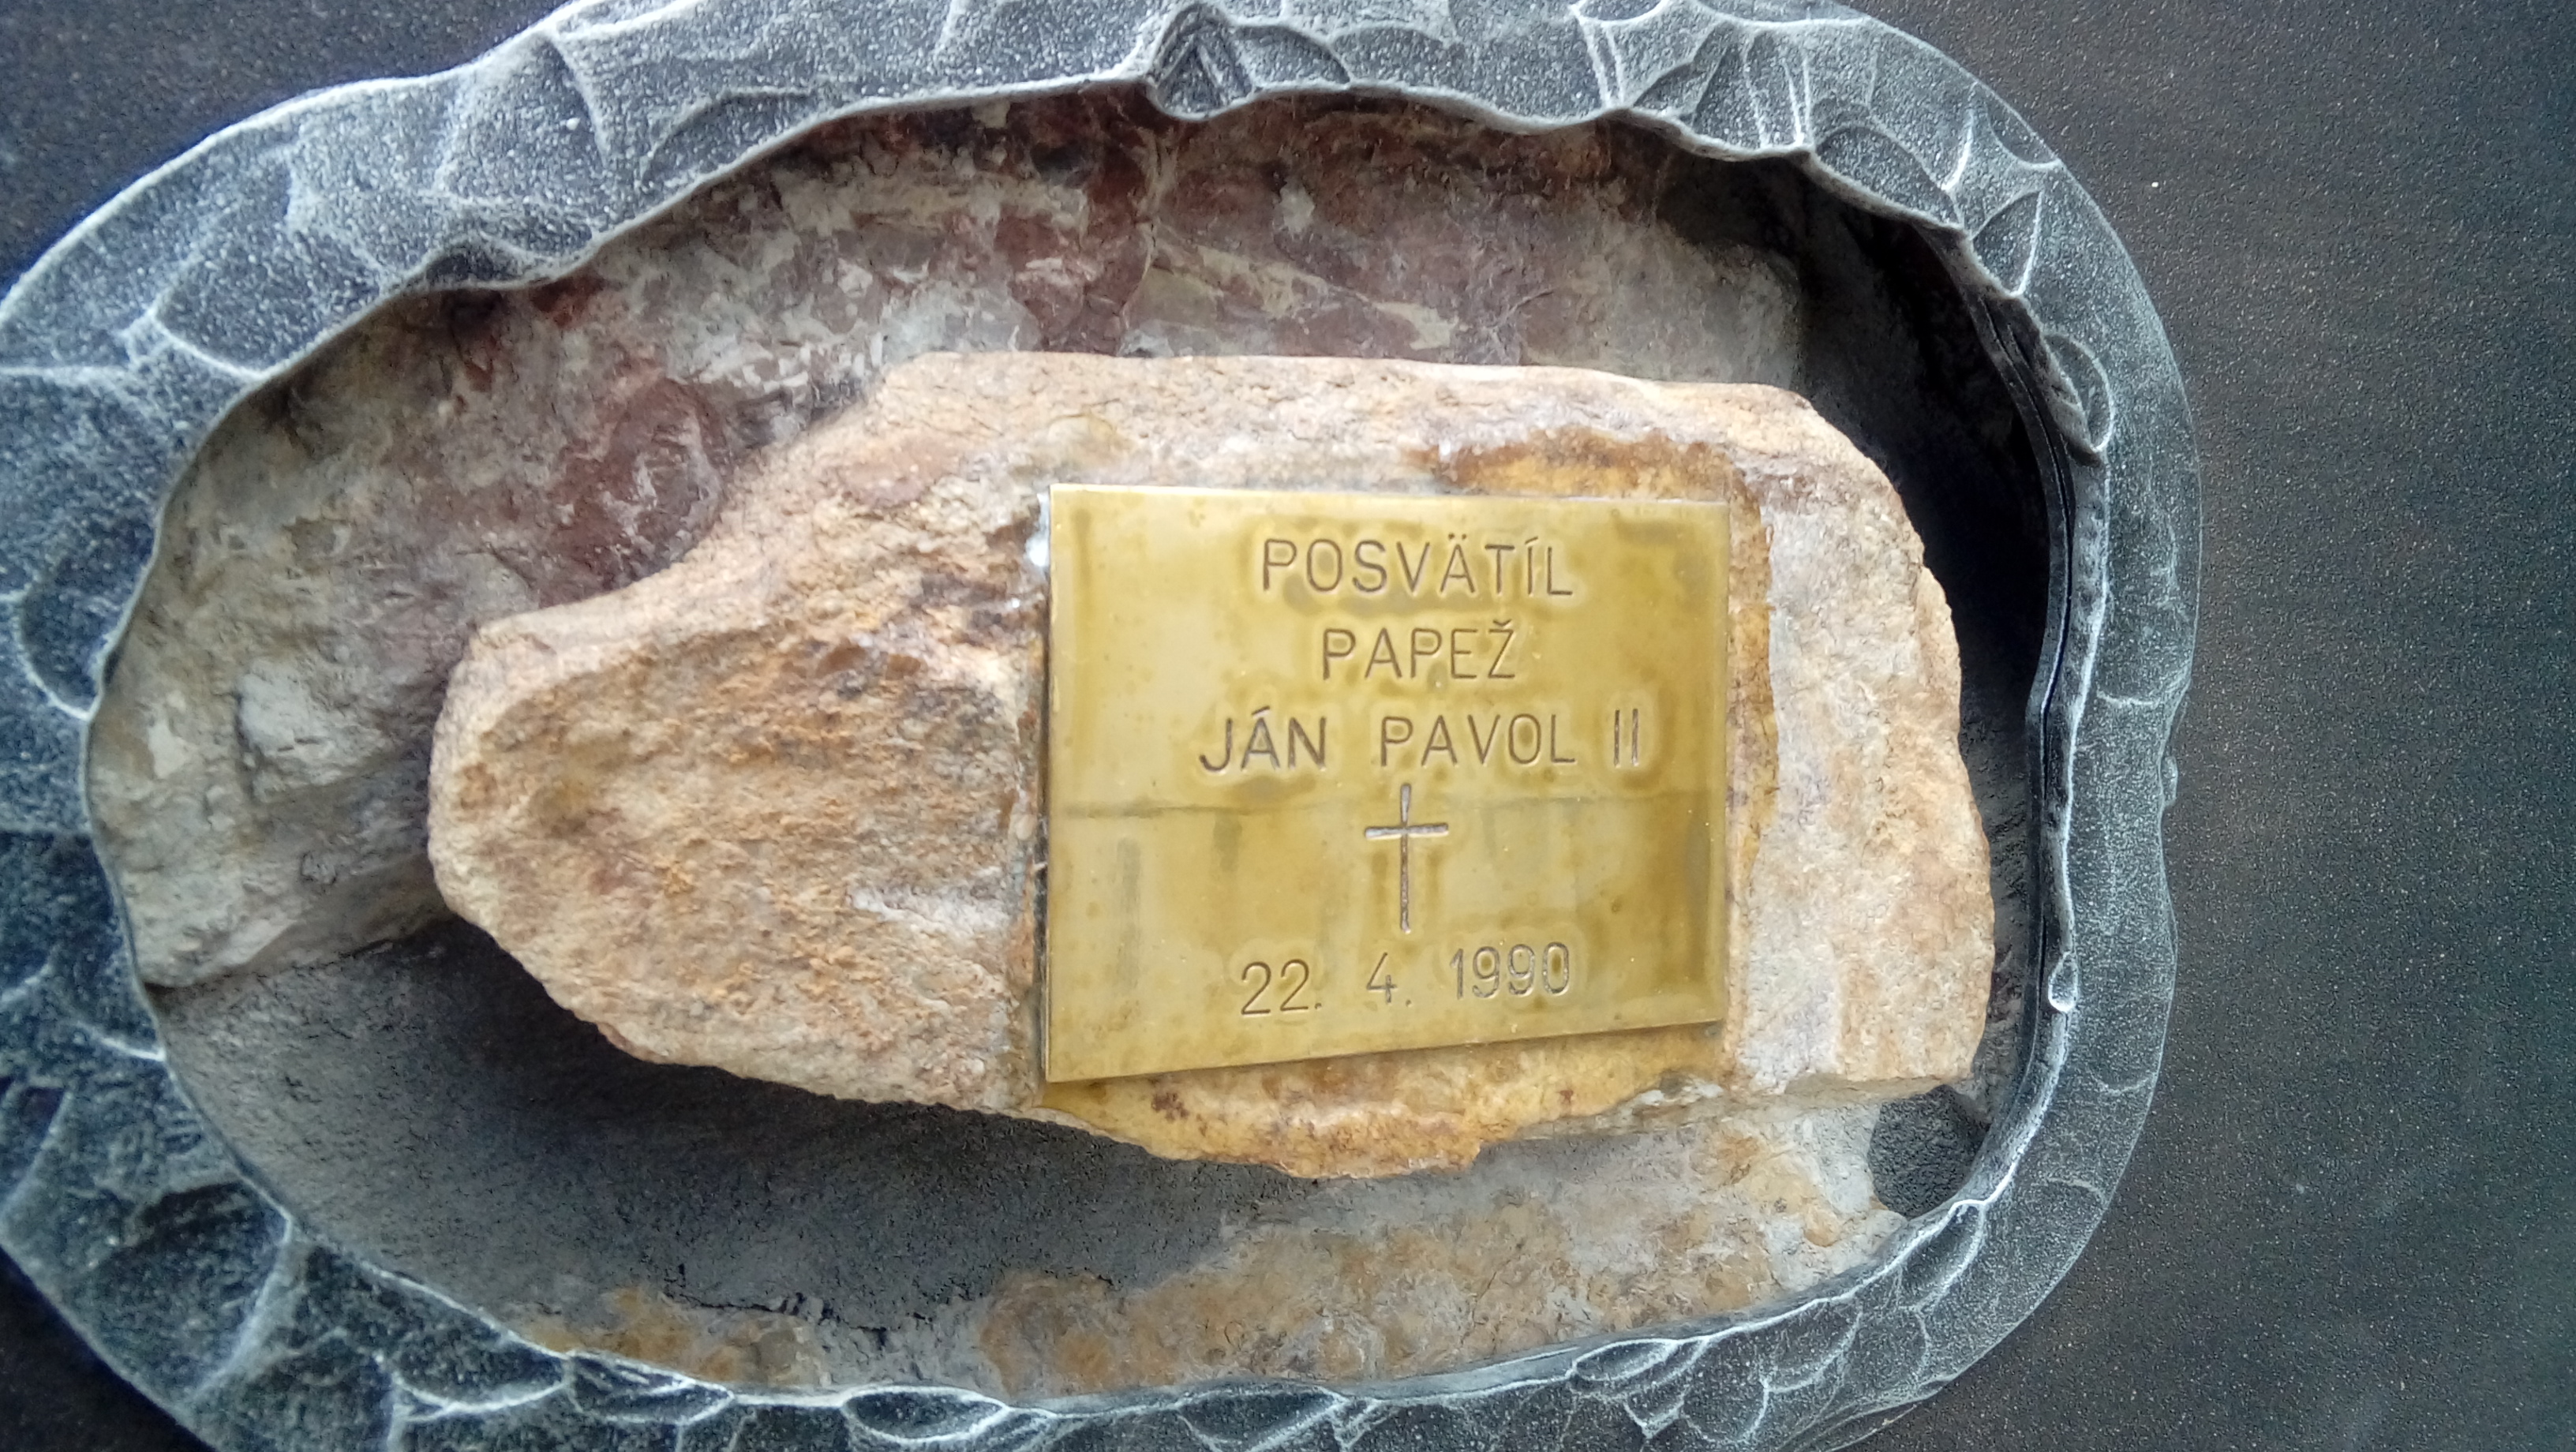 POSVÄTÍL
PAPEŽ
JÁN PAVOL II
22. 4. 1990